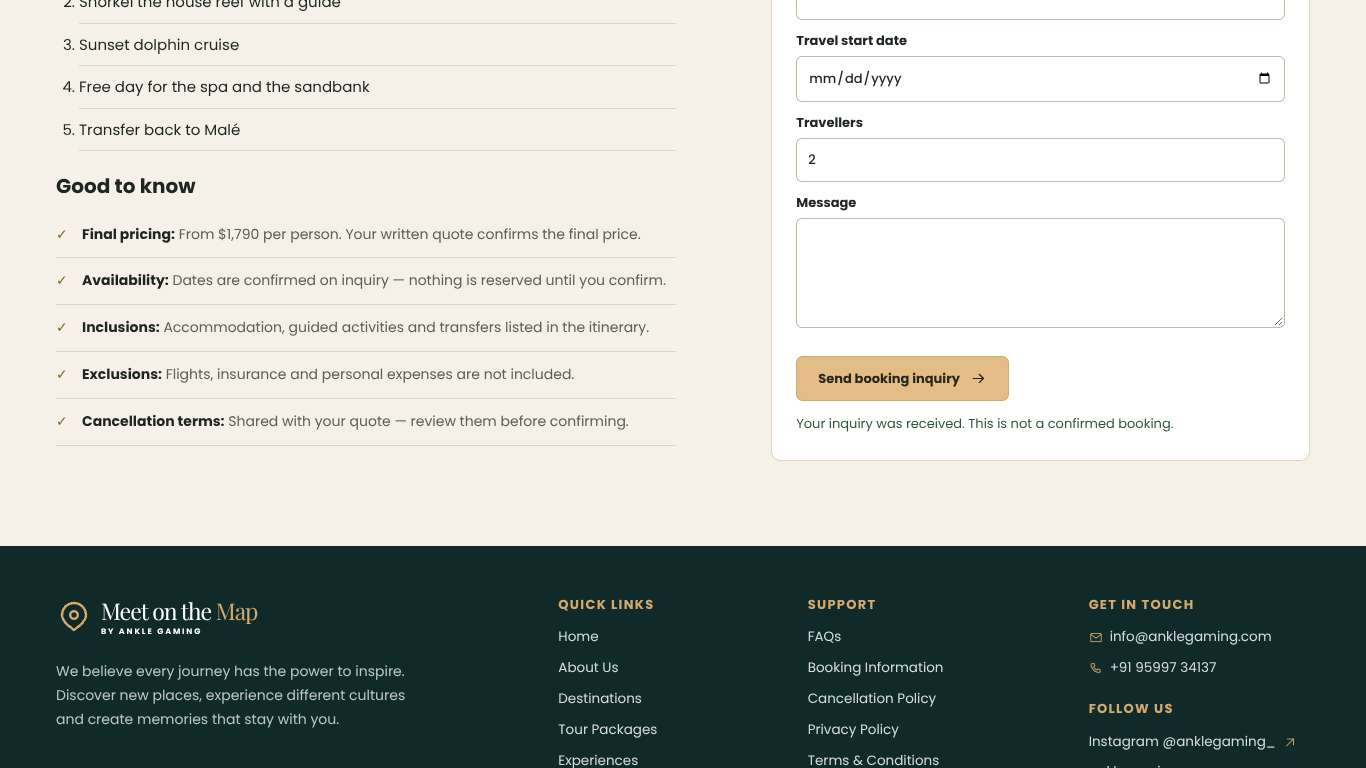 2. Snorkel the house reef with a guide
3. Sunset dolphin cruise
4. Free day for the spa and the sandbank
5. Transfer back to Malé
Good to know
✓ Final pricing: From $1,790 per person. Your written quote confirms the final price.
✓ Availability: Dates are confirmed on inquiry — nothing is reserved until you confirm.
✓ Inclusions: Accommodation, guided activities and transfers listed in the itinerary.
✓ Exclusions: Flights, insurance and personal expenses are not included.
✓ Cancellation terms: Shared with your quote — review them before confirming.
Travel start date
mm/dd/yyyy
Travellers
2
Message
Send booking inquiry →
Your inquiry was received. This is not a confirmed booking.
Meet on the Map
BY ANKLE GAMING
We believe every journey has the power to inspire.
Discover new places, experience different cultures
and create memories that stay with you.
QUICK LINKS
Home
About Us
Destinations
Tour Packages
Experiences
SUPPORT
FAQs
Booking Information
Cancellation Policy
Privacy Policy
Terms & Conditions
GET IN TOUCH
info@anklegaming.com
+91 95997 34137
FOLLOW US
Instagram @anklegaming_